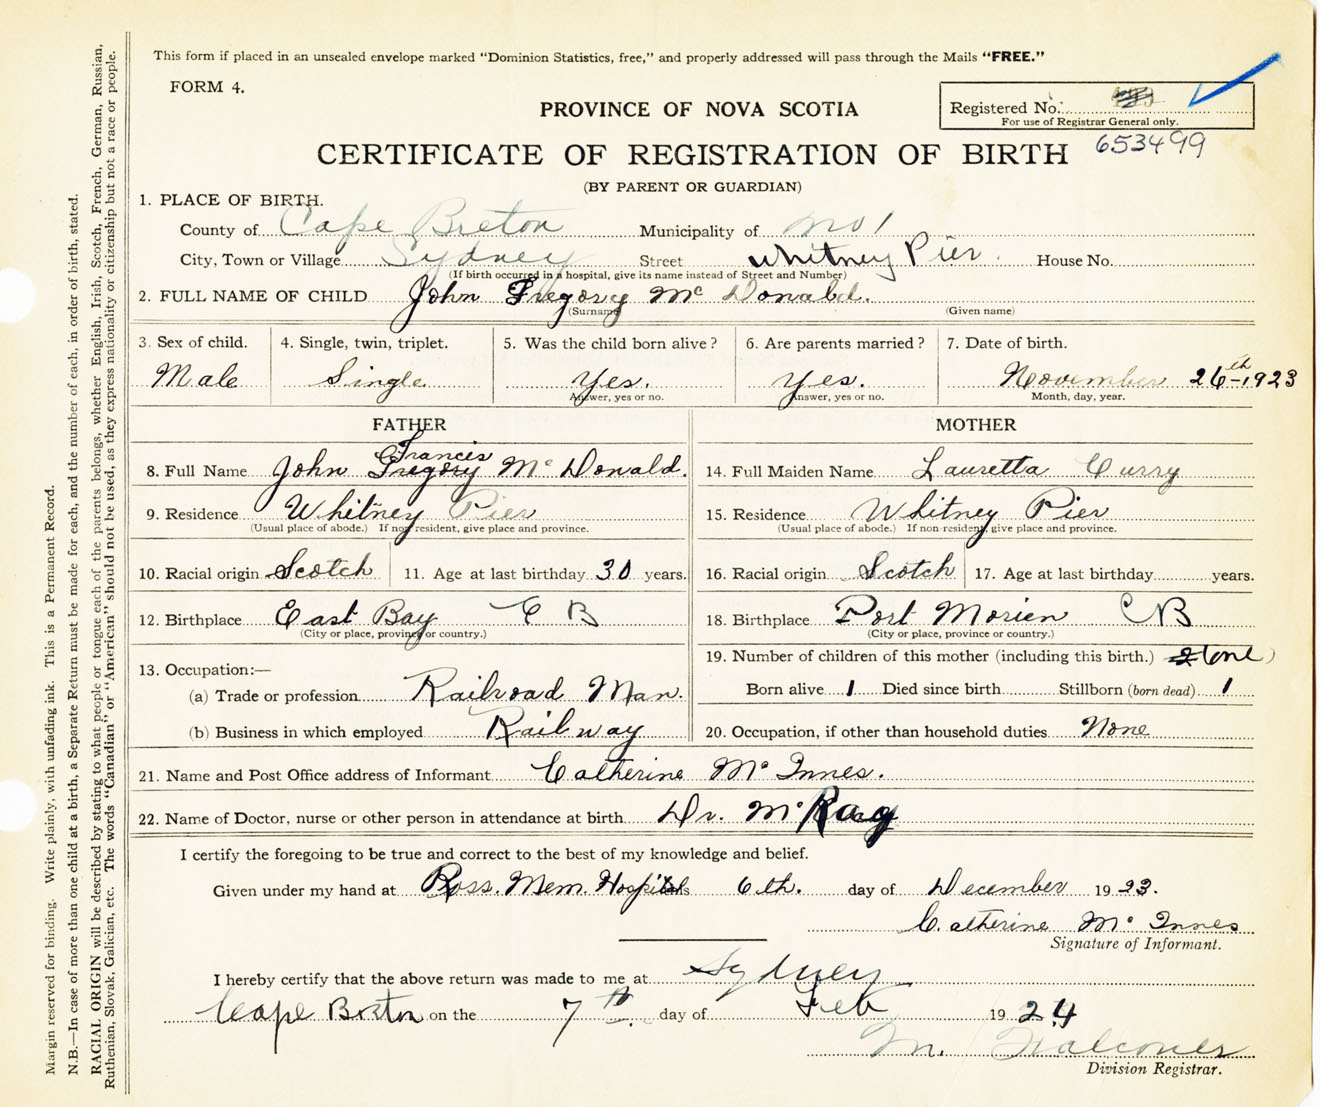 This form if placed in an unsealed envelope marked "Dominion Statistics, free," and properly addressed will pass through the Mails "FREE."
FORM 4.
Registered No.
For use of Registrar General only.
653499
PROVINCE OF NOVA SCOTIA
CERTIFICATE OF REGISTRATION OF BIRTH
(BY PARENT OR GUARDIAN)
1. PLACE OF BIRTH.
County of Cape Breton Municipality of No 1
City, Town or Village Sydney Street Whitney Pier House No.
(If birth occurred in a hospital, give its name instead of Street and Number)
2. FULL NAME OF CHILD John Gregory Mc Donald.
(Surname) (Given name)
3. Sex of child. 4. Single, twin, triplet. 5. Was the child born alive? 6. Are parents married? 7. Date of birth.
Male Single Yes. Yes. November 26th-1923
Answer, yes or no. Answer, yes or no. Month, day, year.
FATHER MOTHER
Francis
8. Full Name John Gregory Mc Donald. 14. Full Maiden Name Lauretta Curry
9. Residence Whitney Pier 15. Residence Whitney Pier
(Usual place of abode.) If non-resident, give place and province. (Usual place of abode.) If non-resident, give place and province.
10. Racial origin Scotch 11. Age at last birthday 30 years. 16. Racial origin Scotch 17. Age at last birthday years.
12. Birthplace East Bay C B 18. Birthplace Port Morien C B
(City or place, province or country.) (City or place, province or country.)
13. Occupation:— 19. Number of children of this mother (including this birth.) 2 (one)
(a) Trade or profession Railroad Man. Born alive 1 Died since birth Stillborn (born dead) 1
(b) Business in which employed Railway 20. Occupation, if other than household duties None
21. Name and Post Office address of Informant Catherine Mc Innes.
22. Name of Doctor, nurse or other person in attendance at birth Dr. Mc Kay
I certify the foregoing to be true and correct to the best of my knowledge and belief.
Given under my hand at Ross. Mem. Hospital this 6th. day of December 1923.
Catherine Mc Innes
Signature of Informant.
I hereby certify that the above return was made to me at Sydney
Cape Breton on the 7th. day of Feb 1924
M. Falconer
Division Registrar.
Margin reserved for binding. Write plainly, with unfading ink. This is a Permanent Record.
N.B.—In case of more than one child at a birth, a Separate Return must be made for each, and the number of each, in order of birth, stated.
RACIAL ORIGIN will be described by stating to what people or tongue each of the parents belongs, whether English, Irish, Scotch, French, German, Russian,
Ruthenian, Slovak, Galician, etc. The words "Canadian" or "American" should not be used, as they express nationality or citizenship but not a race or people.